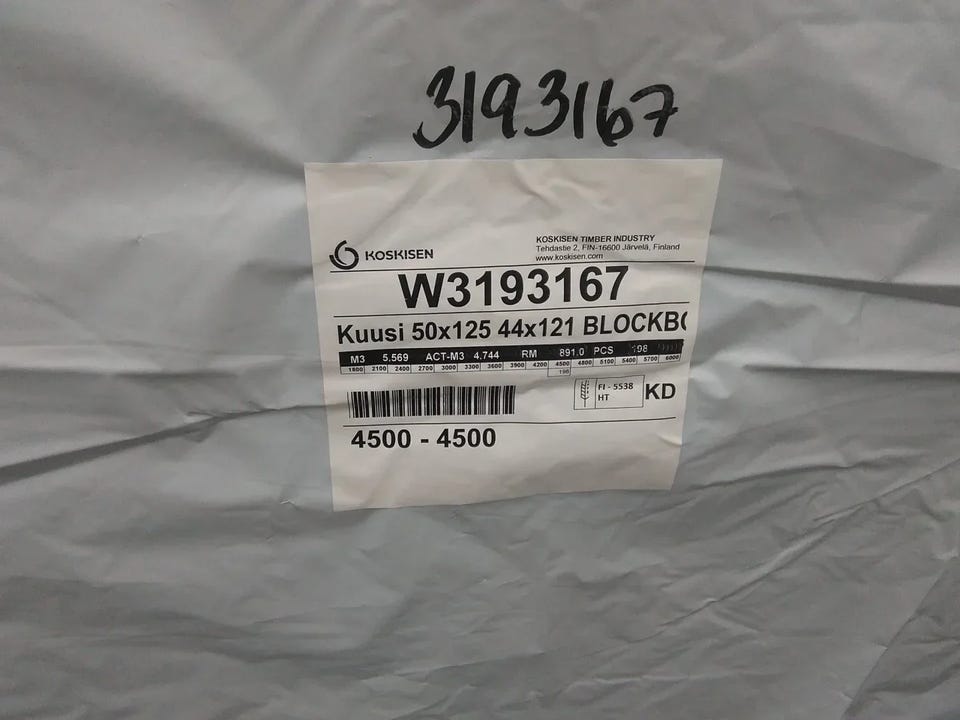 3193167
KOSKISEN
KOSKISEN TIMBER INDUSTRY
Tehdastie 2, FIN-16600 Järvelä, Finland
www.koskisen.com
W3193167
Kuusi 50x125 44x121 BLOCKBO
M3 5.569 ACT-M3 4.744 RM 891.0 PCS 198
1800 2100 2400 2700 3000 3300 3600 3900 4200 4500 4800 5100 5400 5700 6000
198
FI - 5538
HT
KD
4500 - 4500